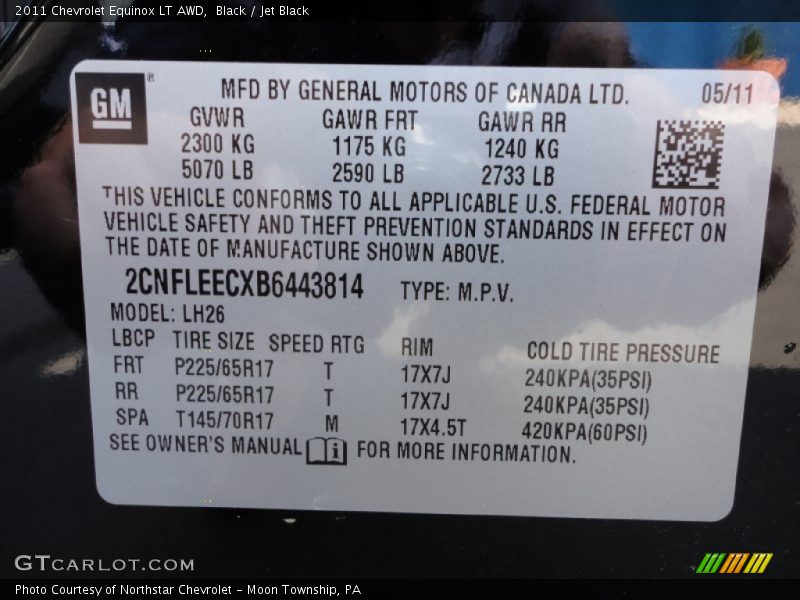 2011 Chevrolet Equinox LT AWD, Black / Jet Black
GM ®
MFD BY GENERAL MOTORS OF CANADA LTD. 05/11
GVWR GAWR FRT GAWR RR
2300 KG 1175 KG 1240 KG
5070 LB 2590 LB 2733 LB
THIS VEHICLE CONFORMS TO ALL APPLICABLE U.S. FEDERAL MOTOR
VEHICLE SAFETY AND THEFT PREVENTION STANDARDS IN EFFECT ON
THE DATE OF MANUFACTURE SHOWN ABOVE.
2CNFLEECXB6443814 TYPE: M.P.V.
MODEL: LH26
LBCP TIRE SIZE SPEED RTG RIM COLD TIRE PRESSURE
FRT P225/65R17 T 17X7J 240KPA(35PSI)
RR P225/65R17 T 17X7J 240KPA(35PSI)
SPA T145/70R17 M 17X4.5T 420KPA(60PSI)
SEE OWNER'S MANUAL i FOR MORE INFORMATION.
GTCARLOT.COM
Photo Courtesy of Northstar Chevrolet - Moon Township, PA